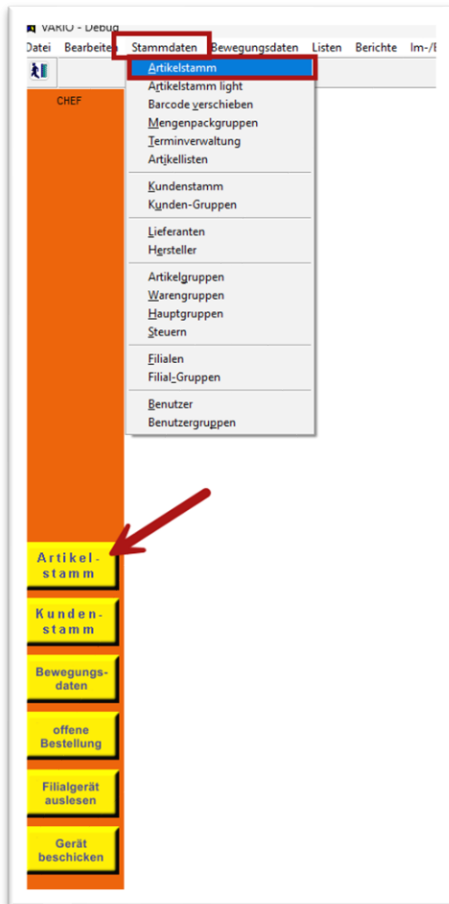 VARIO - Debug
Datei Bearbeiten Stammdaten Bewegungsdaten Listen Berichte Im-/E
CHEF
Artikelstamm
Artikelstamm light
Barcode verschieben
Mengenpackgruppen
Terminverwaltung
Artikellisten
Kundenstamm
Kunden-Gruppen
Lieferanten
Hersteller
Artikelgruppen
Warengruppen
Hauptgruppen
Steuern
Filialen
Filial-Gruppen
Benutzer
Benutzergruppen
Artikel-
stamm
Kunden-
stamm
Bewegungs-
daten
offene
Bestellung
Filialgerät
auslesen
Gerät
beschicken